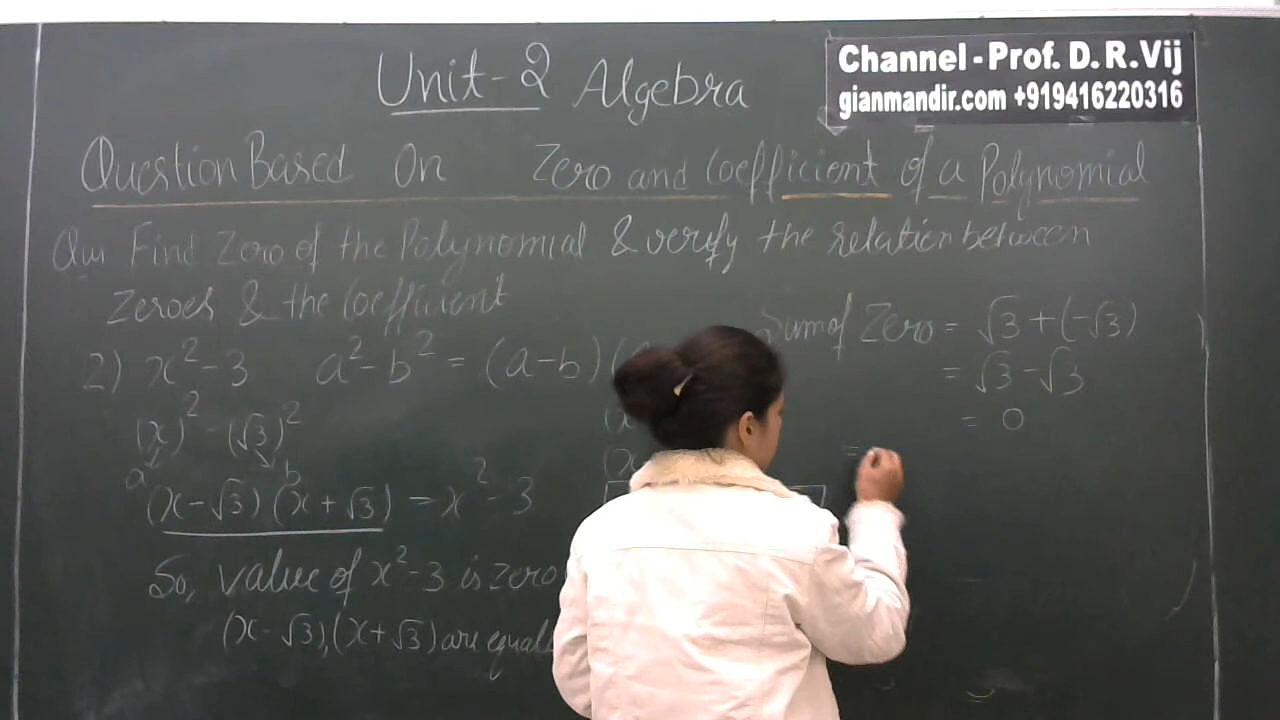 Unit-2 Algebra
Channel - Prof. D. R. Vij
gianmandir.com +919416220316
Question Based On Zero and Coefficient of a Polynomial
Qus Find Zero of the Polynomial & verify the relation between
Zeroes & the Coefficient
2) x² - 3 a² - b² = (a - b) (
(x)² - (√3)²
a b
(x - √3) (x + √3) = x² - 3
So, value of x² - 3 is zero
(x - √3), (x + √3) are equal
(x
(x
Sum of Zero = √3 + (-√3)
= √3 - √3
= 0
=